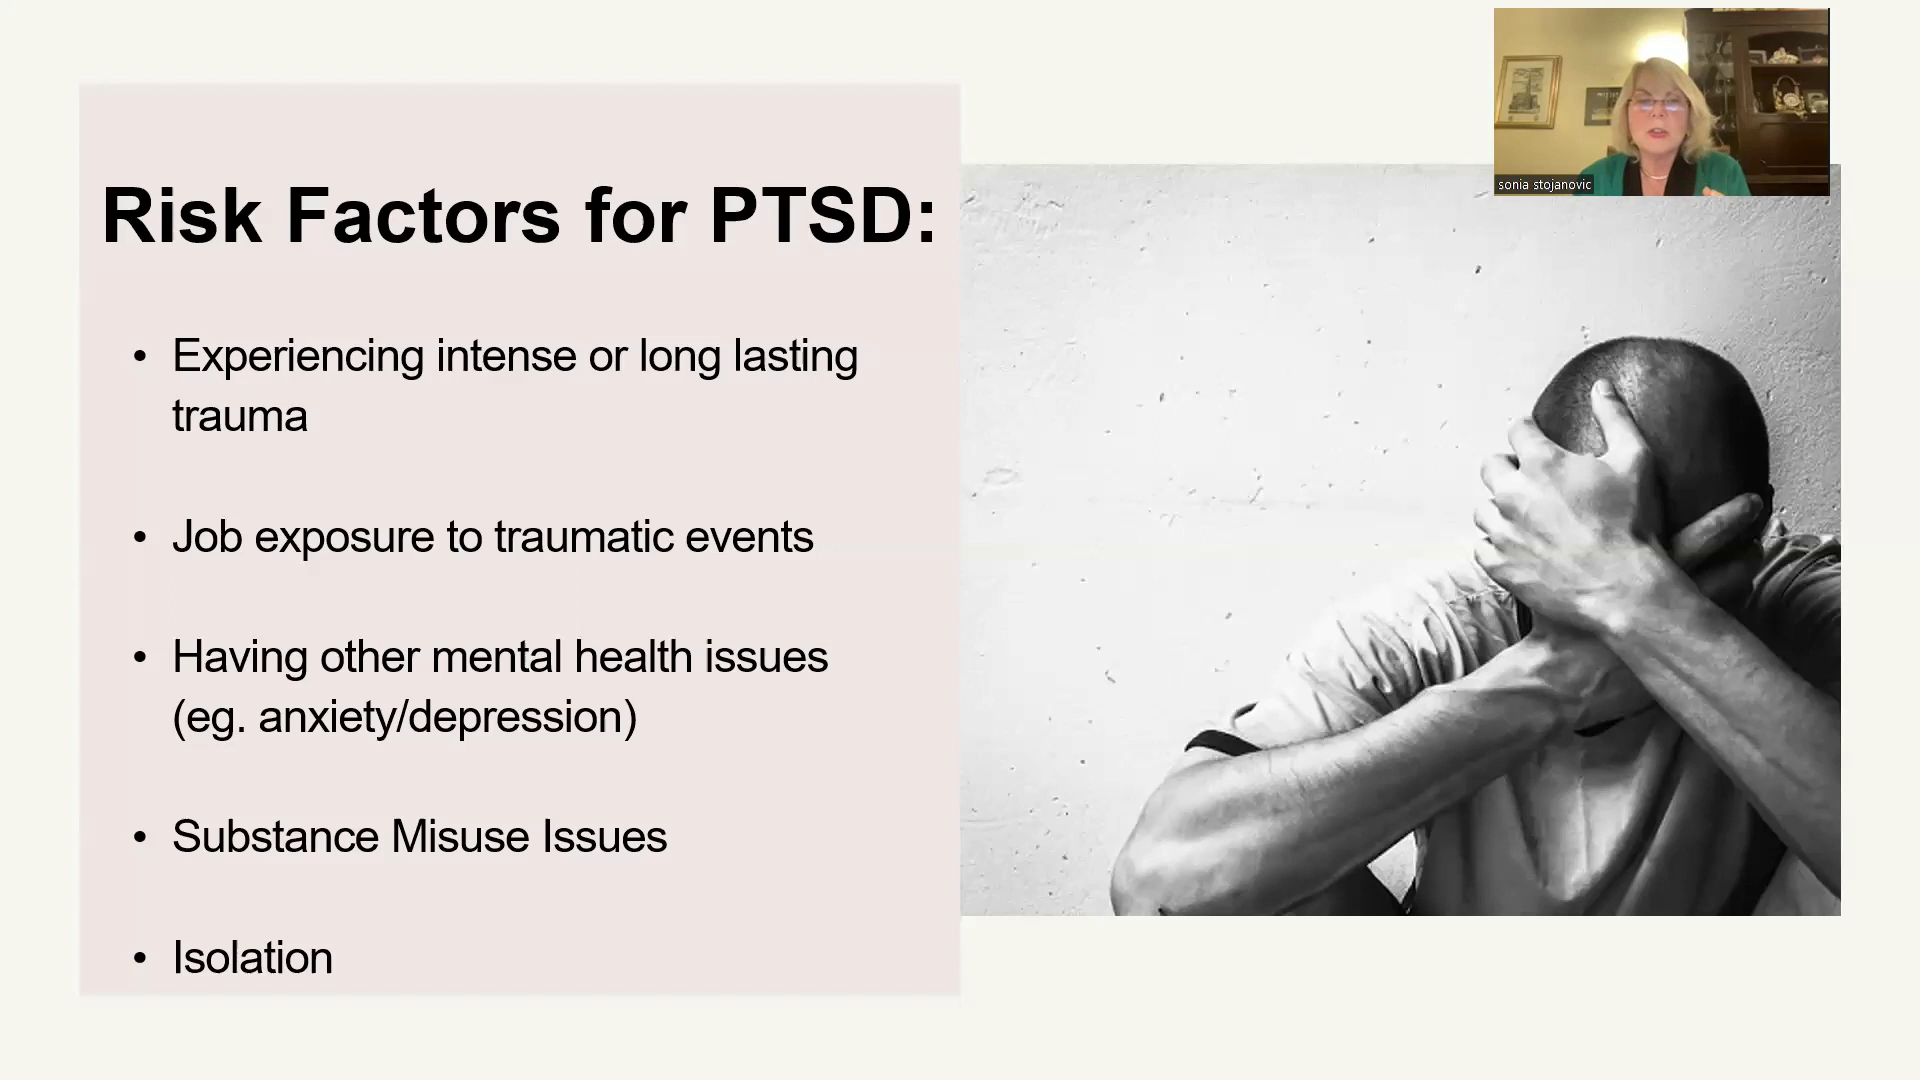 Risk Factors for PTSD:
• Experiencing intense or long lasting
trauma
• Job exposure to traumatic events
• Having other mental health issues
(eg. anxiety/depression)
• Substance Misuse Issues
• Isolation
sonia stojanovic